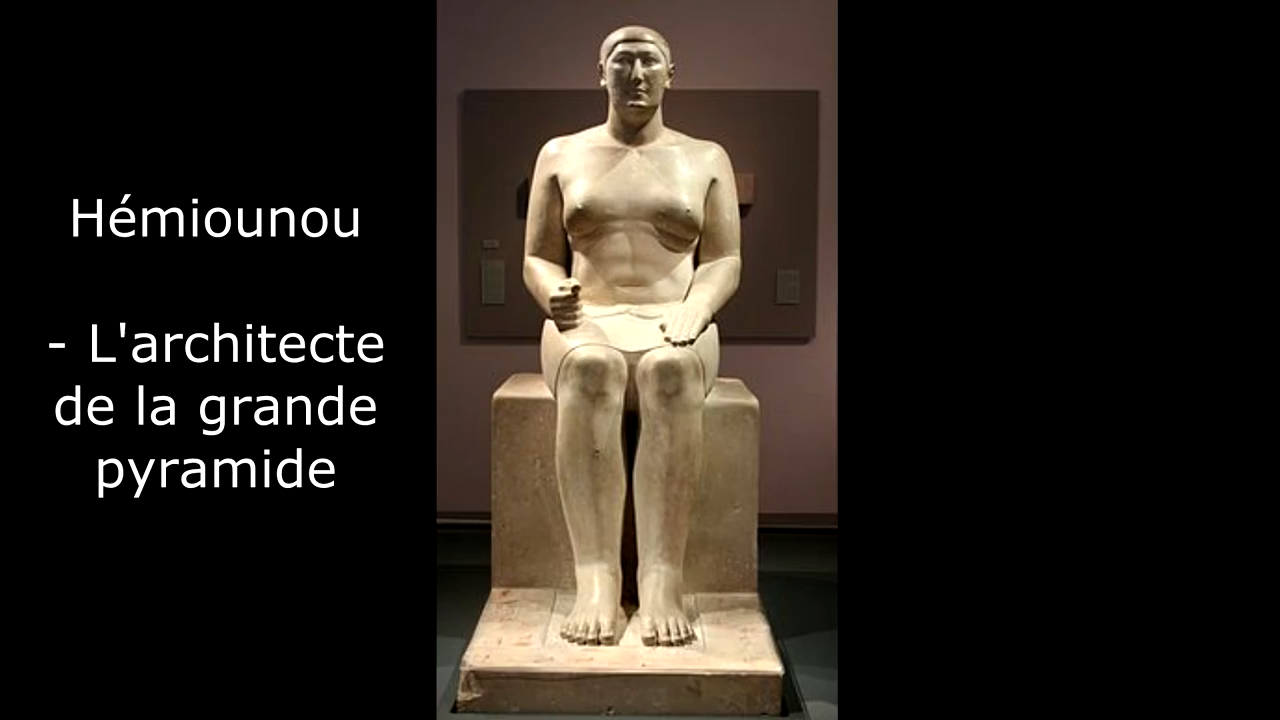 Hémiounou
- L'architecte
de la grande
pyramide